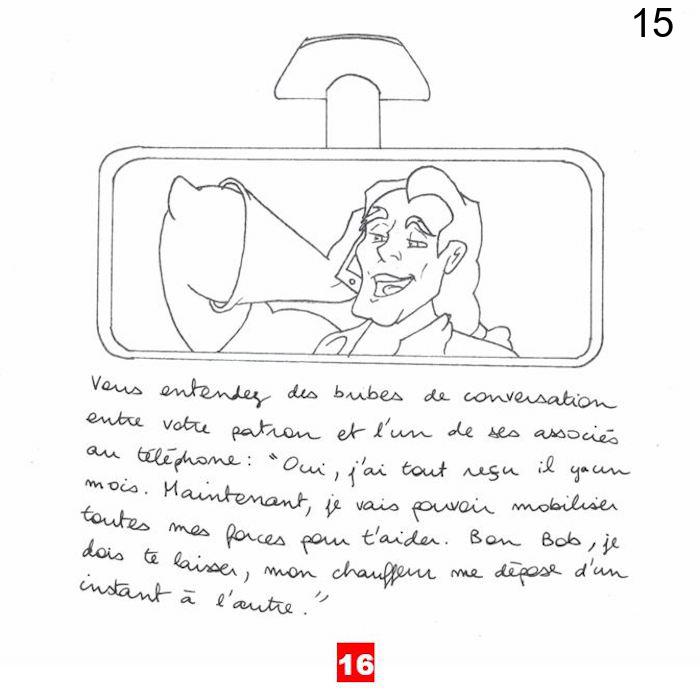 15
Vous entendez des bribes de conversation
entre votre patron et l'un de ses associés
au téléphone : "Oui, j'ai tout reçu il y a un
mois. Maintenant, je vais pouvoir mobiliser
toutes mes forces pour t'aider. Bon Bob, je
dois te laisser, mon chauffeur me dépose d'un
instant à l'autre."
16